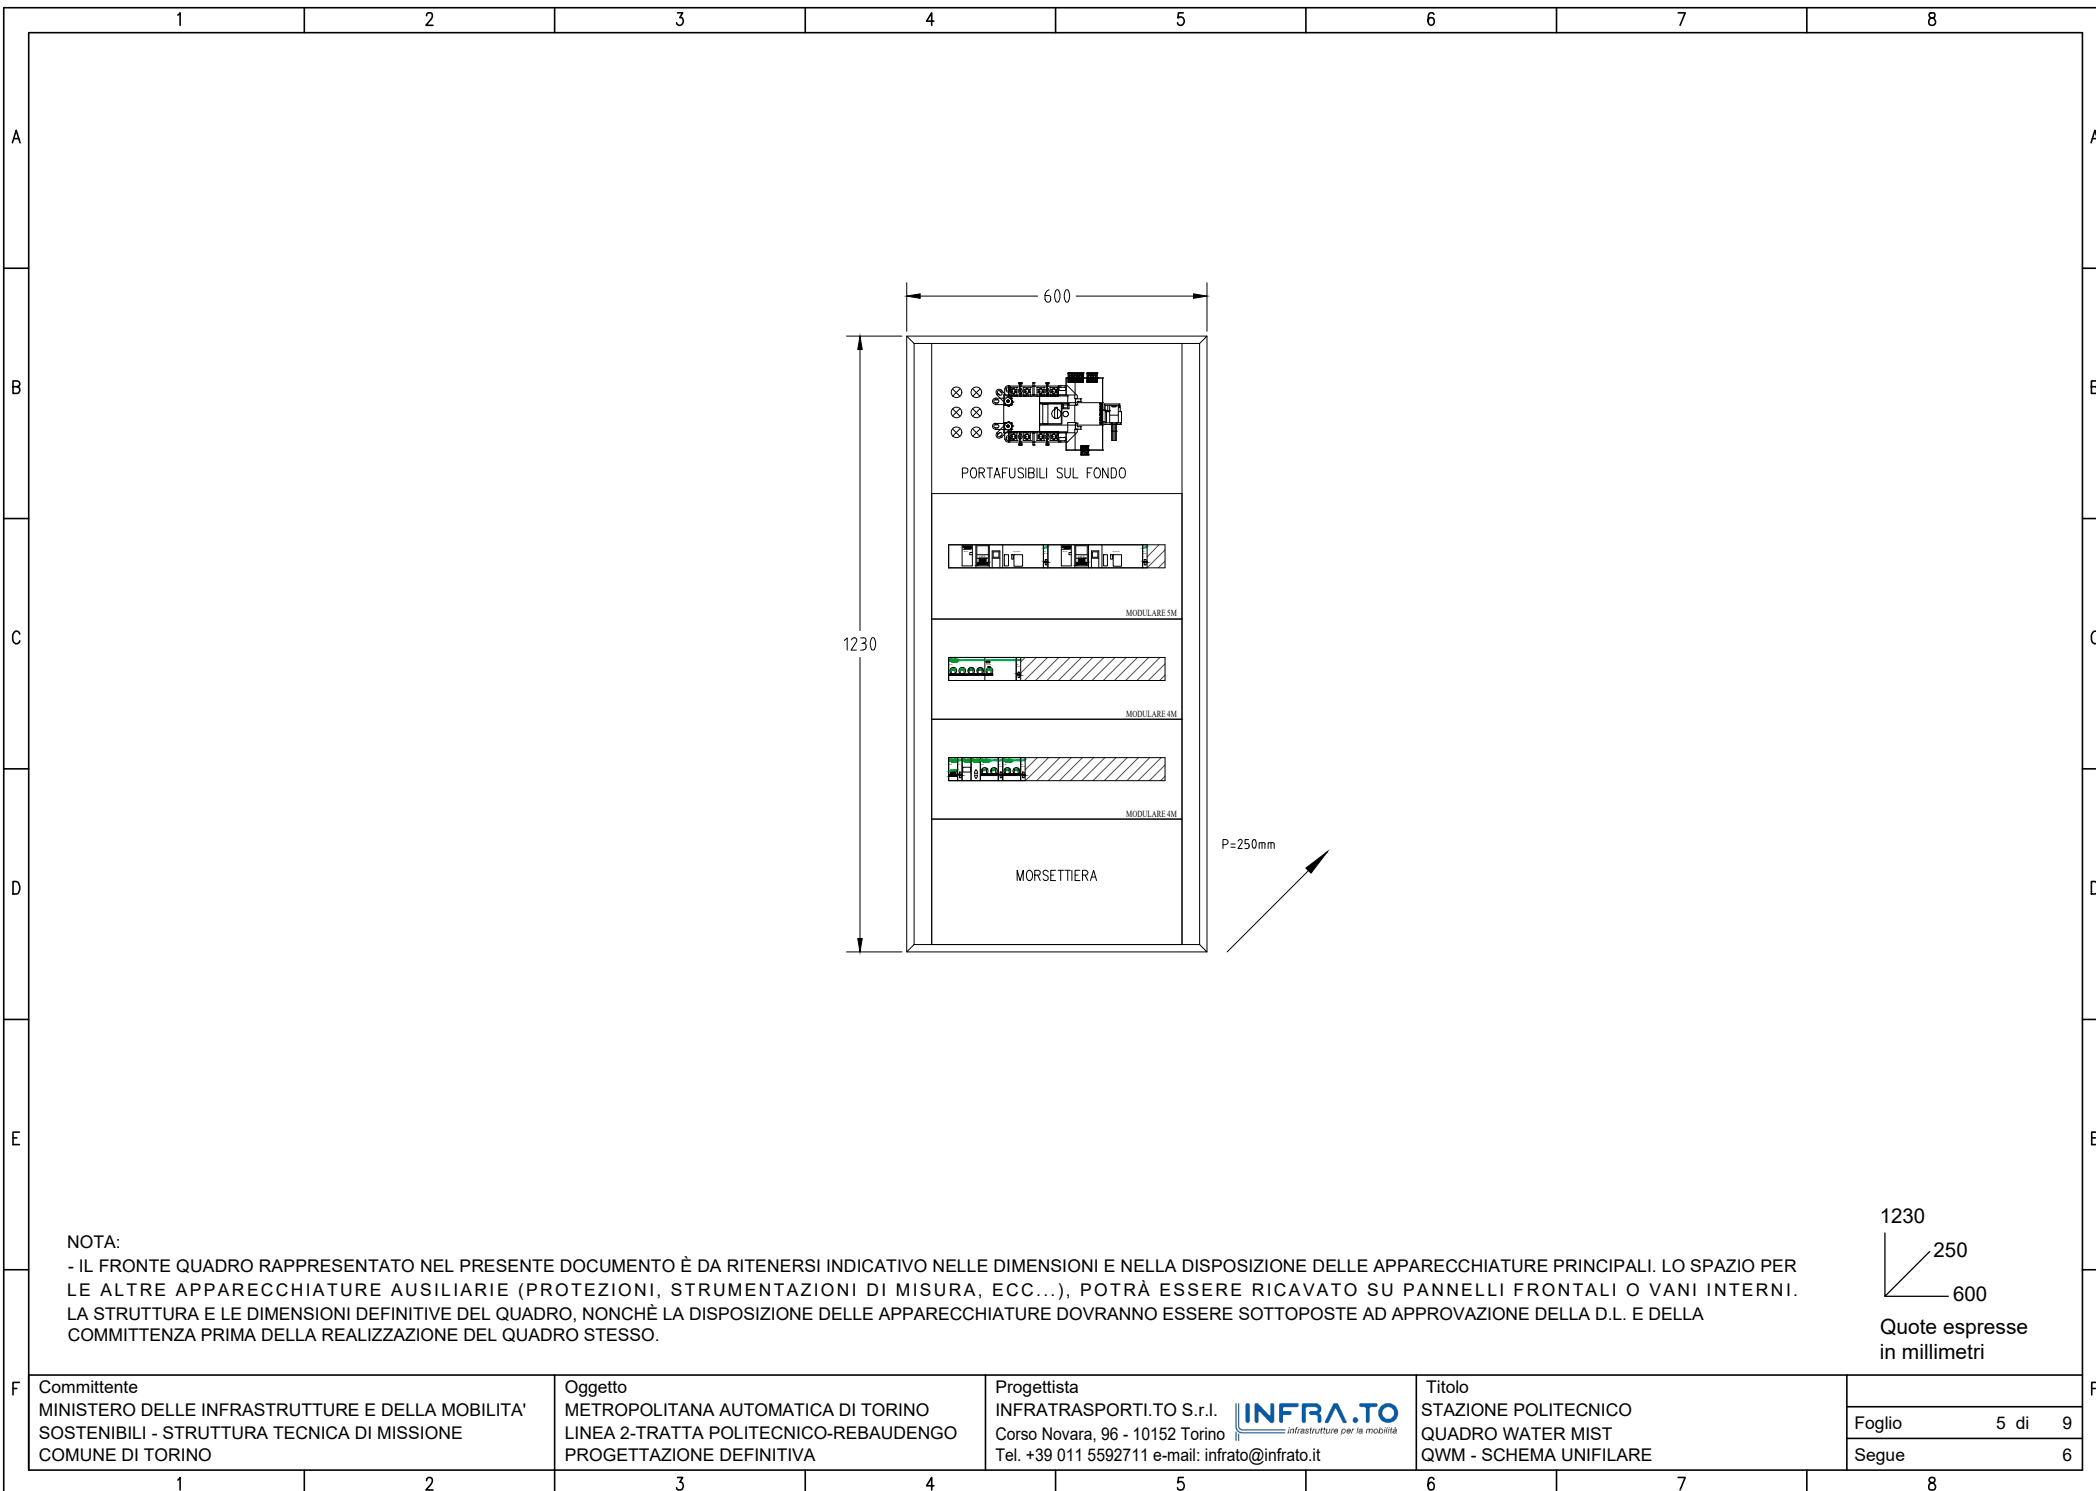 1 2 3 4 5 6 7 8
A A
B B
C C
D D
E E
F F
600
1230
PORTAFUSIBILI SUL FONDO
MODULARE 5M
MODULARE 4M
MODULARE 4M
MORSETTIERA
P=250mm
NOTA:
- IL FRONTE QUADRO RAPPRESENTATO NEL PRESENTE DOCUMENTO È DA RITENERSI INDICATIVO NELLE DIMENSIONI E NELLA DISPOSIZIONE DELLE APPARECCHIATURE PRINCIPALI. LO SPAZIO PER
LE ALTRE APPARECCHIATURE AUSILIARIE (PROTEZIONI, STRUMENTAZIONI DI MISURA, ECC...), POTRÀ ESSERE RICAVATO SU PANNELLI FRONTALI O VANI INTERNI.
LA STRUTTURA E LE DIMENSIONI DEFINITIVE DEL QUADRO, NONCHÈ LA DISPOSIZIONE DELLE APPARECCHIATURE DOVRANNO ESSERE SOTTOPOSTE AD APPROVAZIONE DELLA D.L. E DELLA
COMMITTENZA PRIMA DELLA REALIZZAZIONE DEL QUADRO STESSO.
1230
250
600
Quote espresse
in millimetri
Committente
MINISTERO DELLE INFRASTRUTTURE E DELLA MOBILITA'
SOSTENIBILI - STRUTTURA TECNICA DI MISSIONE
COMUNE DI TORINO
Oggetto
METROPOLITANA AUTOMATICA DI TORINO
LINEA 2-TRATTA POLITECNICO-REBAUDENGO
PROGETTAZIONE DEFINITIVA
Progettista
INFRATRASPORTI.TO S.r.l.
Corso Novara, 96 - 10152 Torino
Tel. +39 011 5592711 e-mail: infrato@infrato.it
INFRA.TO
infrastrutture per la mobilità
Titolo
STAZIONE POLITECNICO
QUADRO WATER MIST
QWM - SCHEMA UNIFILARE
Foglio 5 di 9
Segue 6
1 2 3 4 5 6 7 8